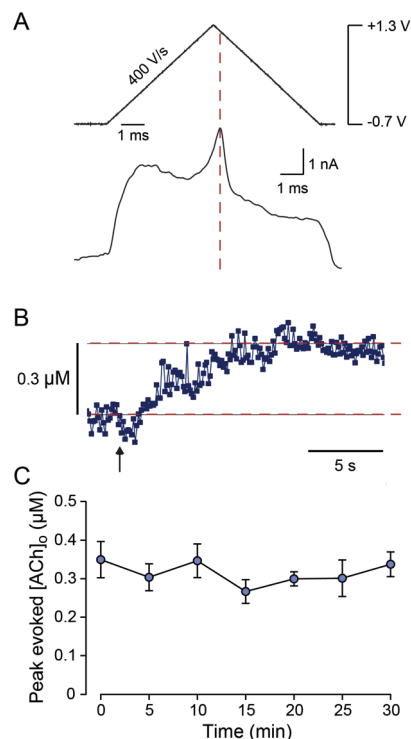 A
400 V/s
+1.3 V
-0.7 V
1 ms
1 nA
1 ms
B
0.3 µM
5 s
C
Peak evoked [ACh]o (µM)
0.5
0.4
0.3
0.2
0.1
0
0 5 10 15 20 25 30
Time (min)